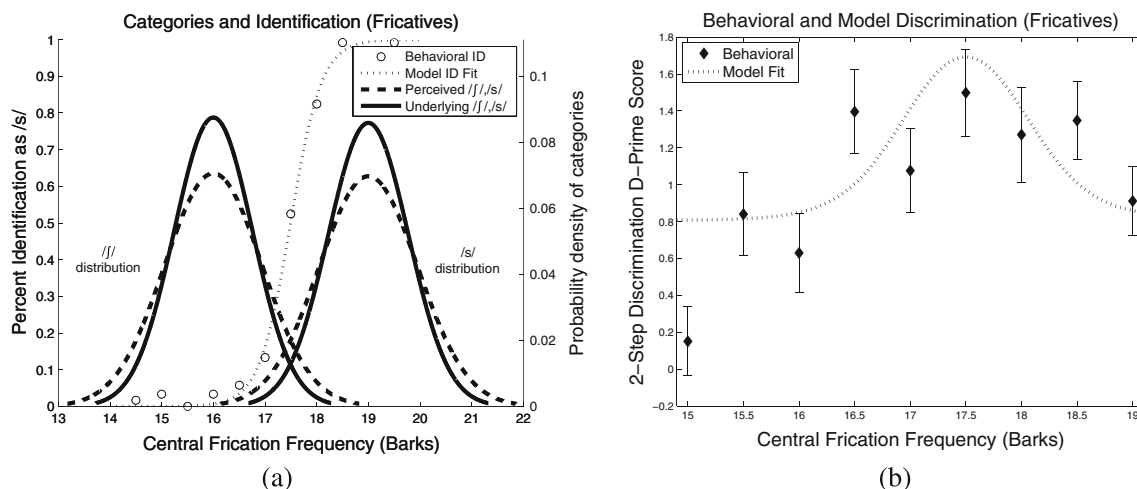 Categories and Identification (Fricatives)
Percent Identification as /s/
1
0.9
0.8
0.7
0.6
0.5
0.4
0.3
0.2
0.1
0
Behavioral ID
Model ID Fit
Perceived /ʃ/,/s/
Underlying /ʃ/,/s/
/ʃ/
distribution
/s/
distribution
0.1
0.08
0.06
0.04
0.02
0
Probability density of categories
13 14 15 16 17 18 19 20 21 22
Central Frication Frequency (Barks)
(a)
Behavioral and Model Discrimination (Fricatives)
2-Step Discrimination D-Prime Score
1.8
1.6
1.4
1.2
1
0.8
0.6
0.4
0.2
0
-0.2
Behavioral
Model Fit
15 15.5 16 16.5 17 17.5 18 18.5 19
Central Frication Frequency (Barks)
(b)